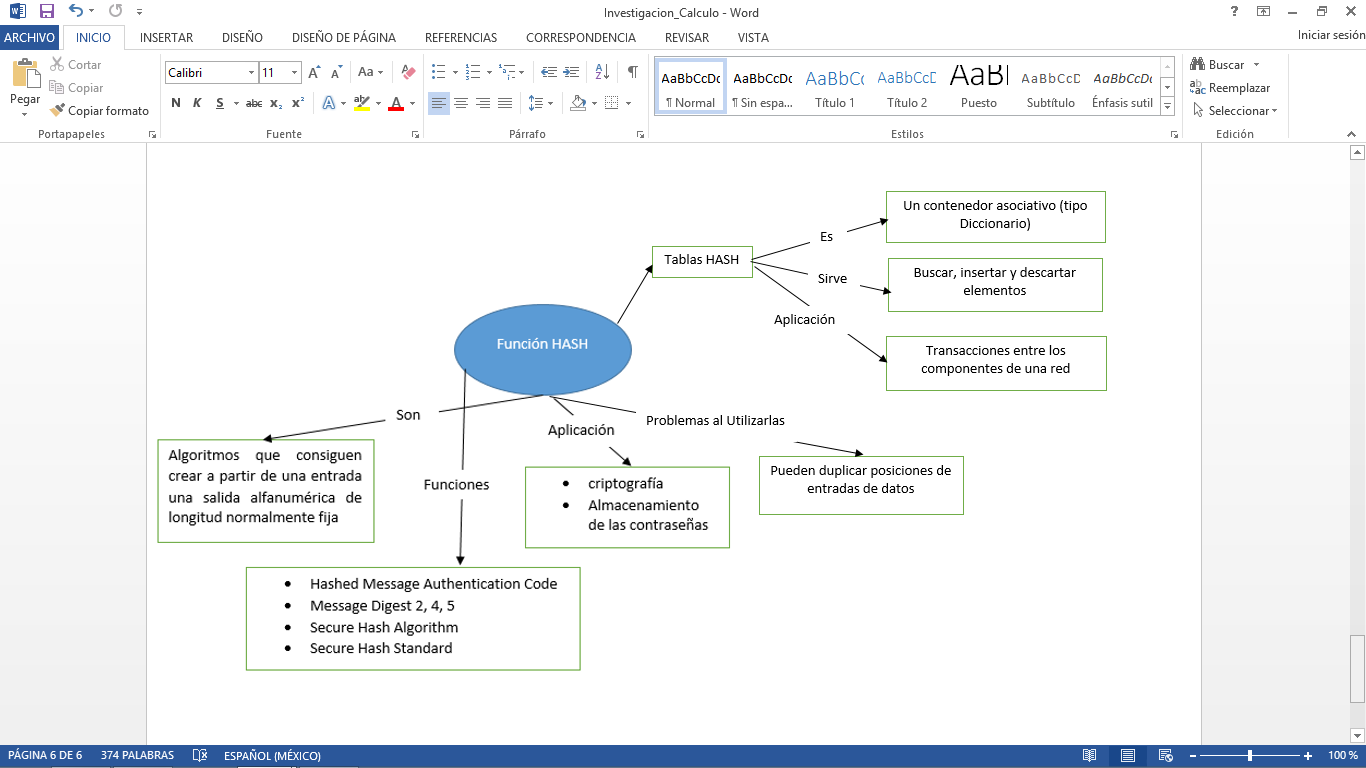 Investigacion_Calculo - Word
?
ARCHIVO INICIO INSERTAR DISEÑO DISEÑO DE PÁGINA REFERENCIAS CORRESPONDENCIA REVISAR VISTA Iniciar sesión
Pegar
Cortar
Copiar
Copiar formato
Portapapeles
Calibri 11 A A Aa
N K S abc x₂ x² A ab A
Fuente
Párrafo
AaBbCcDc AaBbCcDc AaBbCc AaBbCcD AaB AaBbCcD AaBbCcDc
¶ Normal ¶ Sin espa... Título 1 Título 2 Puesto Subtítulo Énfasis sutil
Estilos
Buscar
Reemplazar
Seleccionar
Edición
Función HASH
Tablas HASH
Es
Un contenedor asociativo (tipo
Diccionario)
Sirve
Buscar, insertar y descartar
elementos
Aplicación
Transacciones entre los
componentes de una red
Son
Algoritmos que consiguen
crear a partir de una entrada
una salida alfanumérica de
longitud normalmente fija
Funciones
Hashed Message Authentication Code
Message Digest 2, 4, 5
Secure Hash Algorithm
Secure Hash Standard
Aplicación
criptografía
Almacenamiento
de las contraseñas
Problemas al Utilizarlas
Pueden duplicar posiciones de
entradas de datos
PÁGINA 6 DE 6 374 PALABRAS ESPAÑOL (MÉXICO) 100 %